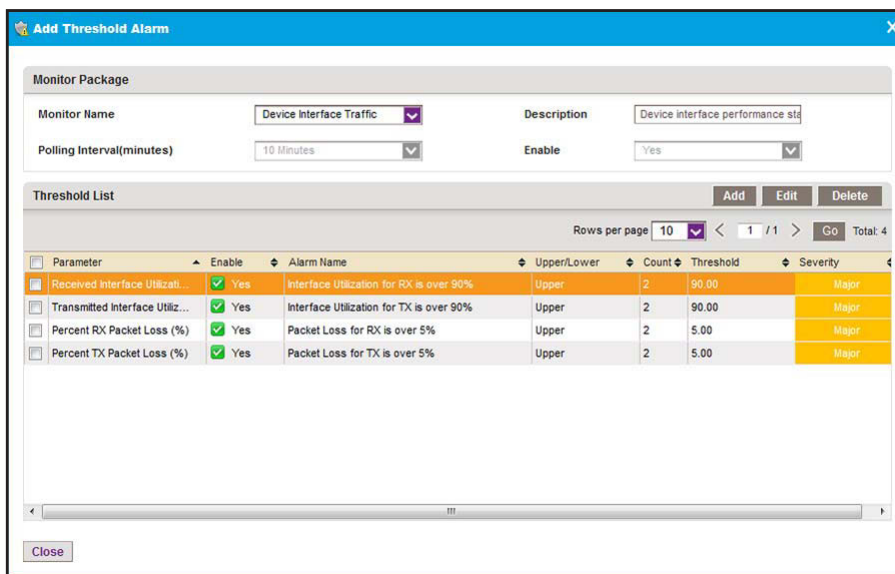 Add Threshold Alarm X
Monitor Package
Monitor Name Device Interface Traffic Description Device interface performance sta
Polling Interval(minutes) 10 Minutes Enable Yes
Threshold List Add Edit Delete
Rows per page 10 < 1 / 1 > Go Total: 4
Parameter Enable Alarm Name Upper/Lower Count Threshold Severity
Received Interface Utilizati... Yes Interface Utilization for RX is over 90% Upper 2 90.00 Major
Transmitted Interface Utiliz... Yes Interface Utilization for TX is over 90% Upper 2 90.00 Major
Percent RX Packet Loss (%) Yes Packet Loss for RX is over 5% Upper 2 5.00 Major
Percent TX Packet Loss (%) Yes Packet Loss for TX is over 5% Upper 2 5.00 Major
Close